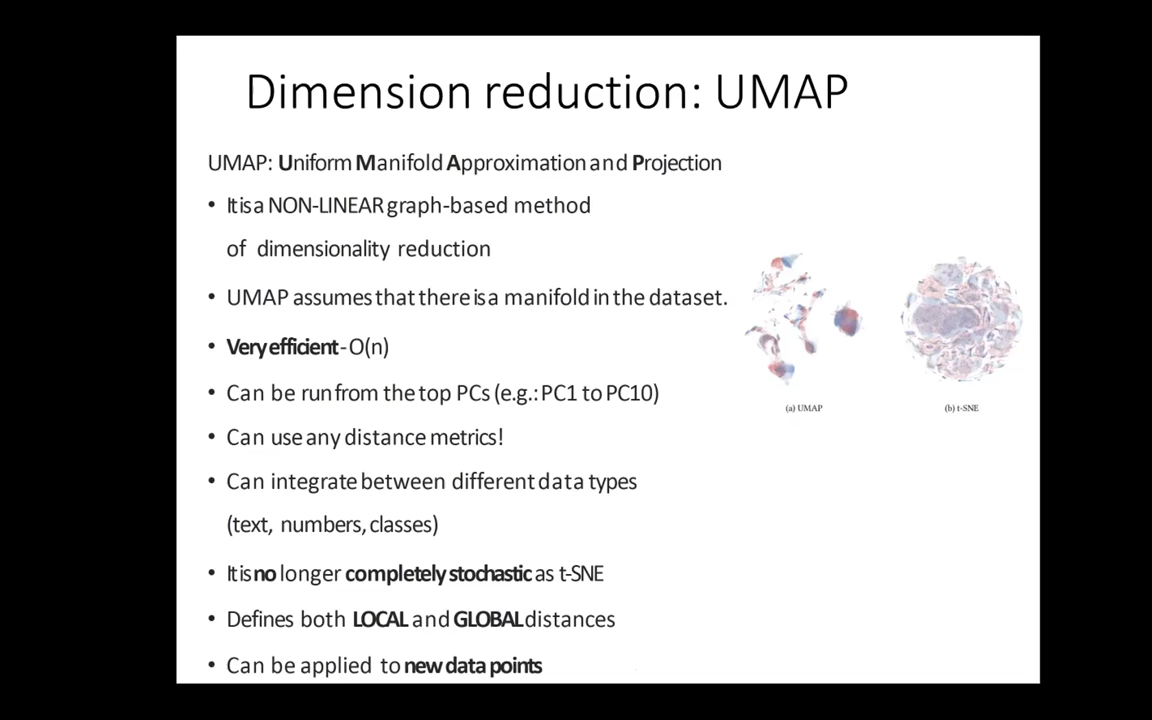 Dimension reduction: UMAP
UMAP: Uniform Manifold Approximation and Projection
• It is a NON-LINEAR graph-based method
of dimensionality reduction
• UMAP assumes that there is a manifold in the dataset.
• Very efficient - O(n)
• Can be run from the top PCs (e.g.: PC1 to PC10)
• Can use any distance metrics!
• Can integrate between different data types
(text, numbers, classes)
• It is no longer completely stochastic as t-SNE
• Defines both LOCAL and GLOBAL distances
• Can be applied to new data points
(a) UMAP
(b) t-SNE